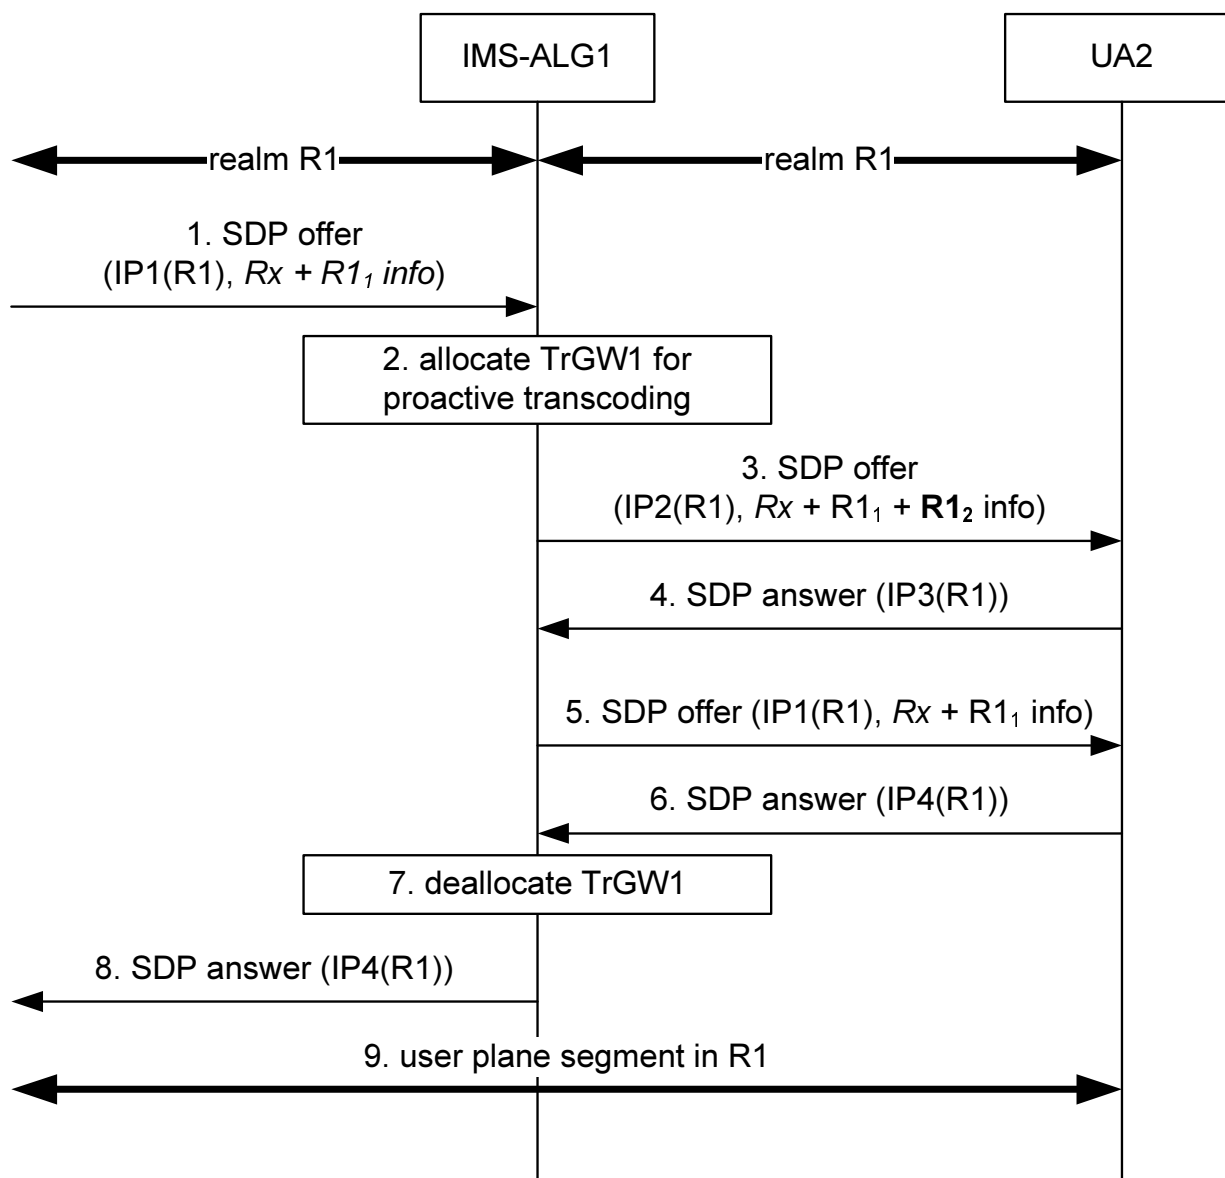 IMS-ALG1
UA2
realm R1
realm R1
1. SDP offer
(IP1(R1), Rx + R1₁ info)
2. allocate TrGW1 for
proactive transcoding
3. SDP offer
(IP2(R1), Rx + R1₁ + R1₂ info)
4. SDP answer (IP3(R1))
5. SDP offer (IP1(R1), Rx + R1₁ info)
6. SDP answer (IP4(R1))
7. deallocate TrGW1
8. SDP answer (IP4(R1))
9. user plane segment in R1